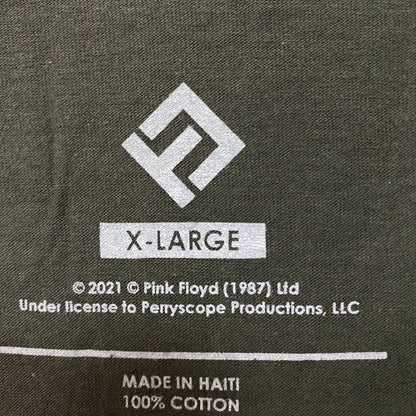 X-LARGE
© 2021 © Pink Floyd (1987) Ltd
Under license to Perryscope Productions, LLC
MADE IN HAITI
100% COTTON